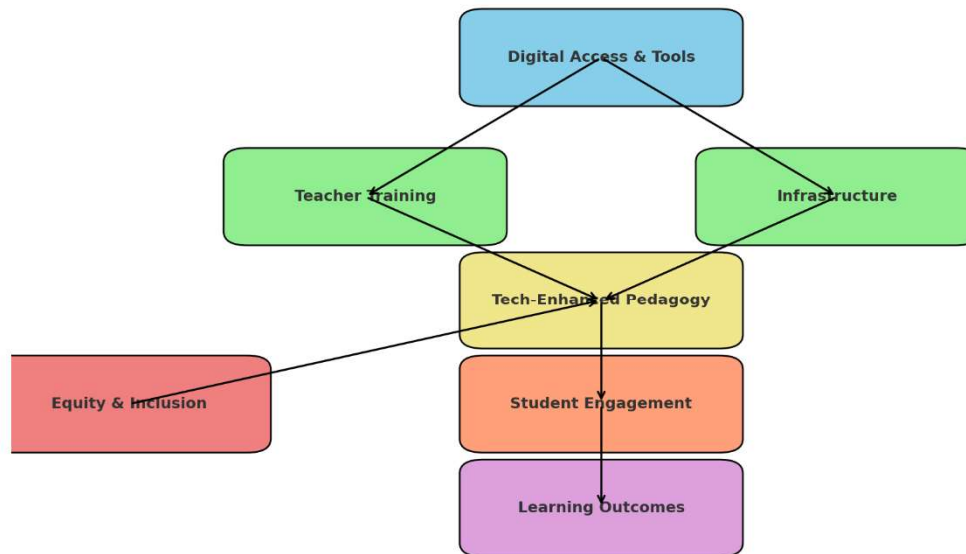 Digital Access & Tools
Teacher Training
Infrastructure
Tech-Enhanced Pedagogy
Equity & Inclusion
Student Engagement
Learning Outcomes